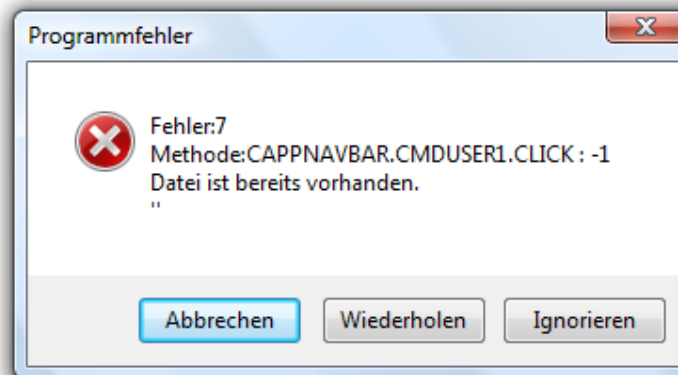 Programmfehler
Fehler:7
Methode:CAPPNAVBAR.CMDUSER1.CLICK : -1
Datei ist bereits vorhanden.
''
Abbrechen Wiederholen Ignorieren